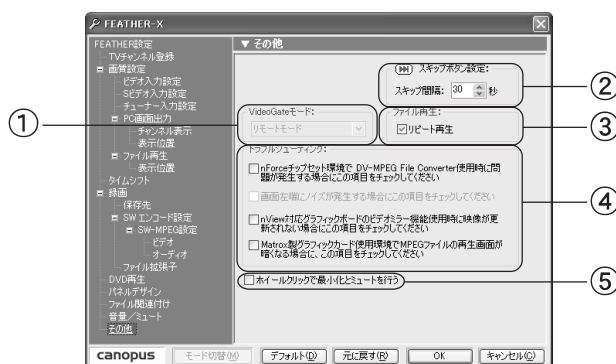 FEATHER-X
FEATHER設定
TVチャンネル登録
画質設定
ビデオ入力設定
Sビデオ入力設定
チューナー入力設定
PC画面出力
チャンネル表示
表示位置
ファイル再生
表示位置
タイムシフト
録画
保存先
SWエンコード設定
SW-MPEG設定
ビデオ
オーディオ
ファイル拡張子
DVD再生
パネルデザイン
ファイル関連付け
音量/ミュート
その他
▼ その他
スキップボタン設定:
スキップ間隔: 30 秒
②
①
VideoGateモード:
リモートモード
ファイル再生:
リピート再生
③
トラブルシューティング:
nForceチップセット環境で DV-MPEG File Converter使用時に問
題が発生する場合にこの項目をチェックしてください
画面左端にノイズが発生する場合にこの項目をチェックしてください
nView対応グラフィックボードのビデオミラー機能使用時に映像が更
新されない場合にこの項目をチェックしてください
Matrox製グラフィックカード使用環境でMPEGファイルの再生画面が
暗くなる場合に、この項目をチェックしてください
④
ホイールクリックで最小化とミュートを行う
⑤
canopus
モード切替(M)
デフォルト(D)
元に戻す(R)
OK
キャンセル(C)